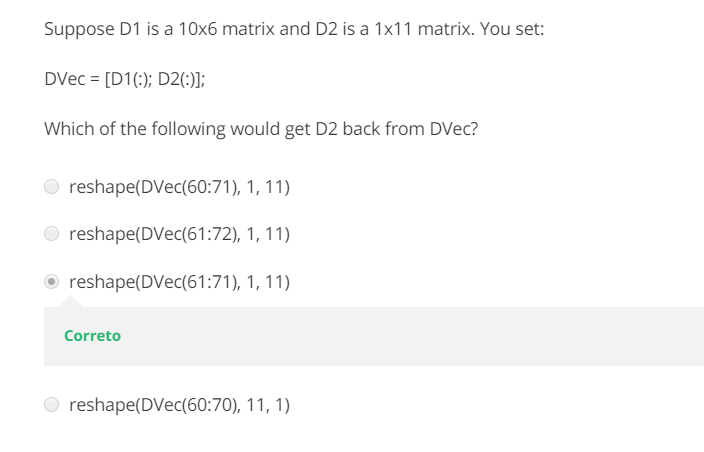 Suppose D1 is a 10x6 matrix and D2 is a 1x11 matrix. You set:
DVec = [D1(:); D2(:)];
Which of the following would get D2 back from DVec?
reshape(DVec(60:71), 1, 11)
reshape(DVec(61:72), 1, 11)
reshape(DVec(61:71), 1, 11)
Correto
reshape(DVec(60:70), 11, 1)